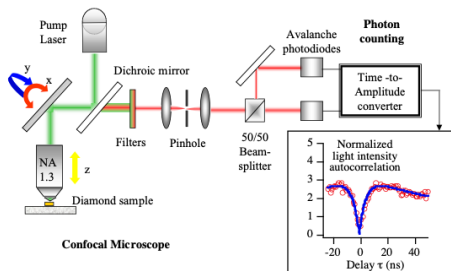 Pump
Laser
Photon
counting
Avalanche
photodiodes
y
x
Dichroic mirror
Time -to-
Amplitude
converter
Filters
Pinhole
50/50
Beam-
splitter
NA
1.3
z
Diamond sample
Confocal Microscope
Normalized
light intensity
autocorrelation
5
4
3
2
1
0
-20
0
20
40
Delay τ (ns)